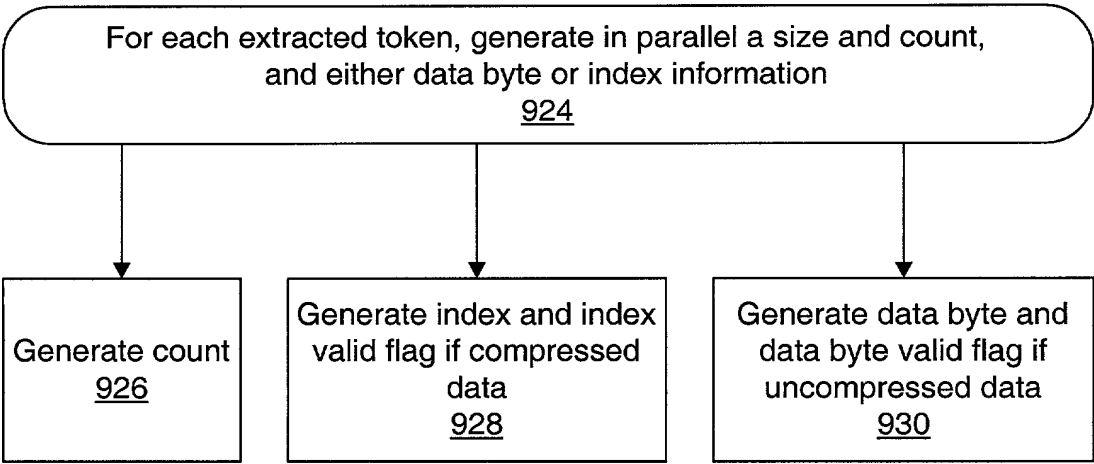 For each extracted token, generate in parallel a size and count,
and either data byte or index information
924
Generate count
926
Generate index and index
valid flag if compressed
data
928
Generate data byte and
data byte valid flag if
uncompressed data
930